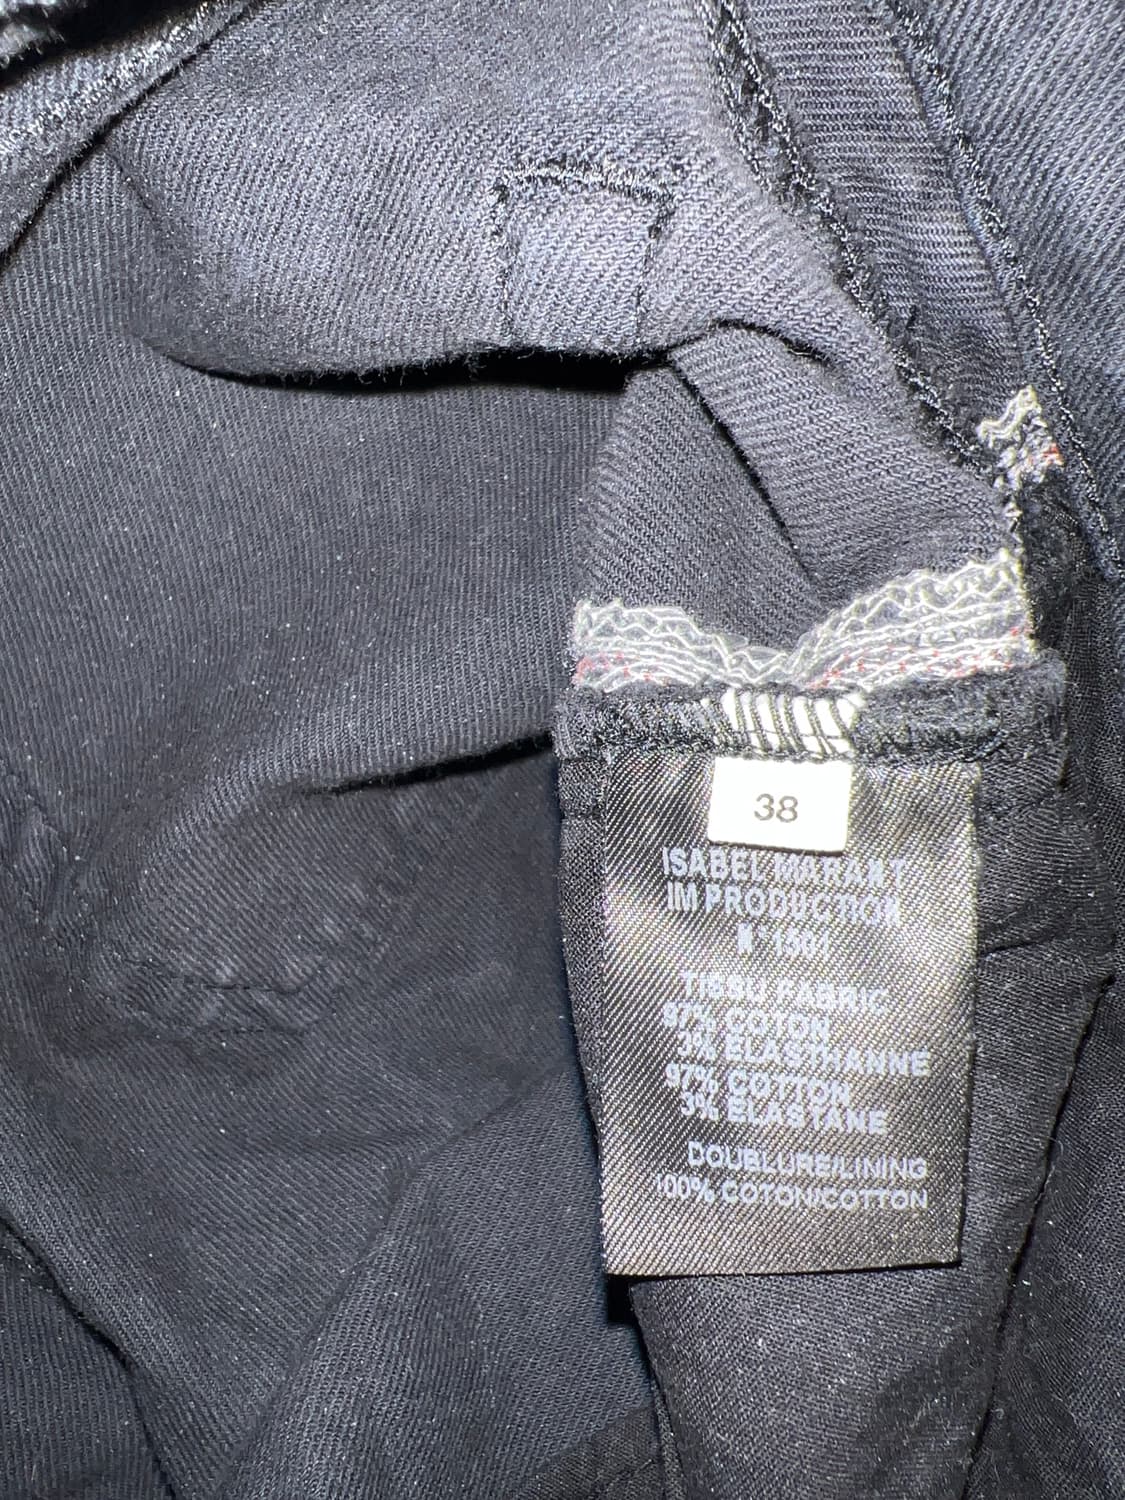 38
ISABEL MARANT
IM PRODUCTION
N°1501
TISSU FABRIC
97% COTON
3% ELASTHANNE
97% COTTON
3% ELASTANE
DOUBLURE/LINING
100% COTON/COTTON